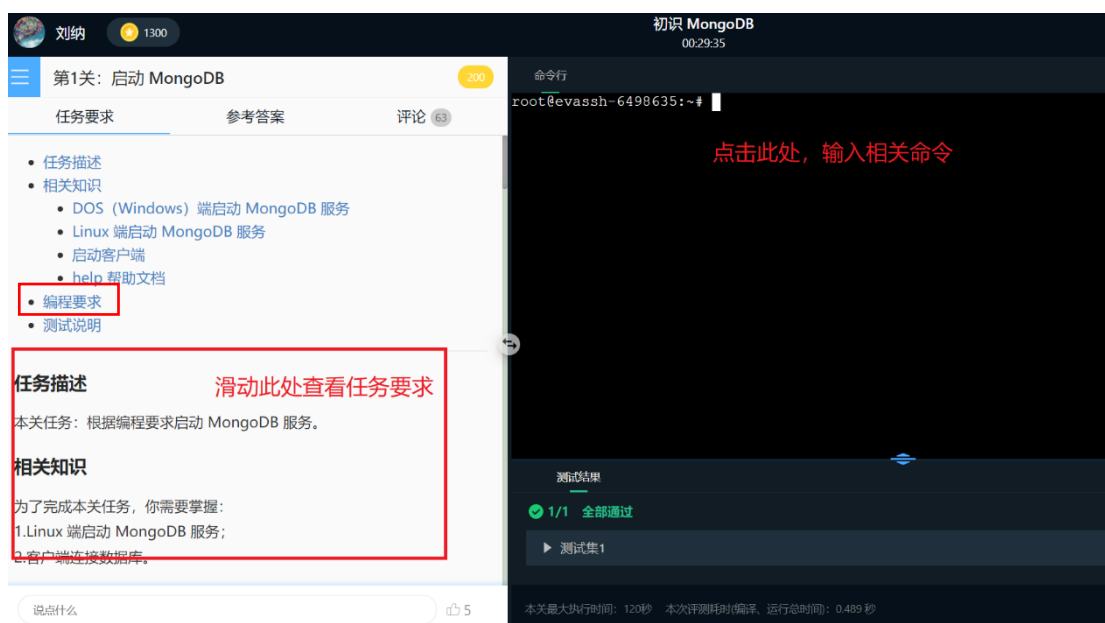 刘纳
1300
初识 MongoDB
00:29:35
第1关：启动 MongoDB
200
任务要求
参考答案
评论 63
任务描述
相关知识
DOS（Windows）端启动 MongoDB 服务
Linux 端启动 MongoDB 服务
启动客户端
help 帮助文档
编程要求
测试说明
任务描述
滑动此处查看任务要求
本关任务：根据编程要求启动 MongoDB 服务。
相关知识
为了完成本关任务，你需要掌握：
1.Linux 端启动 MongoDB 服务；
2.客户端连接数据库。
说点什么
5
命令行
root@evassh-6498635:~#
点击此处，输入相关命令
测试结果
1/1 全部通过
测试集1
本关最大执行时间：120秒 本次评测耗时(编译、运行总时间)：0.489 秒